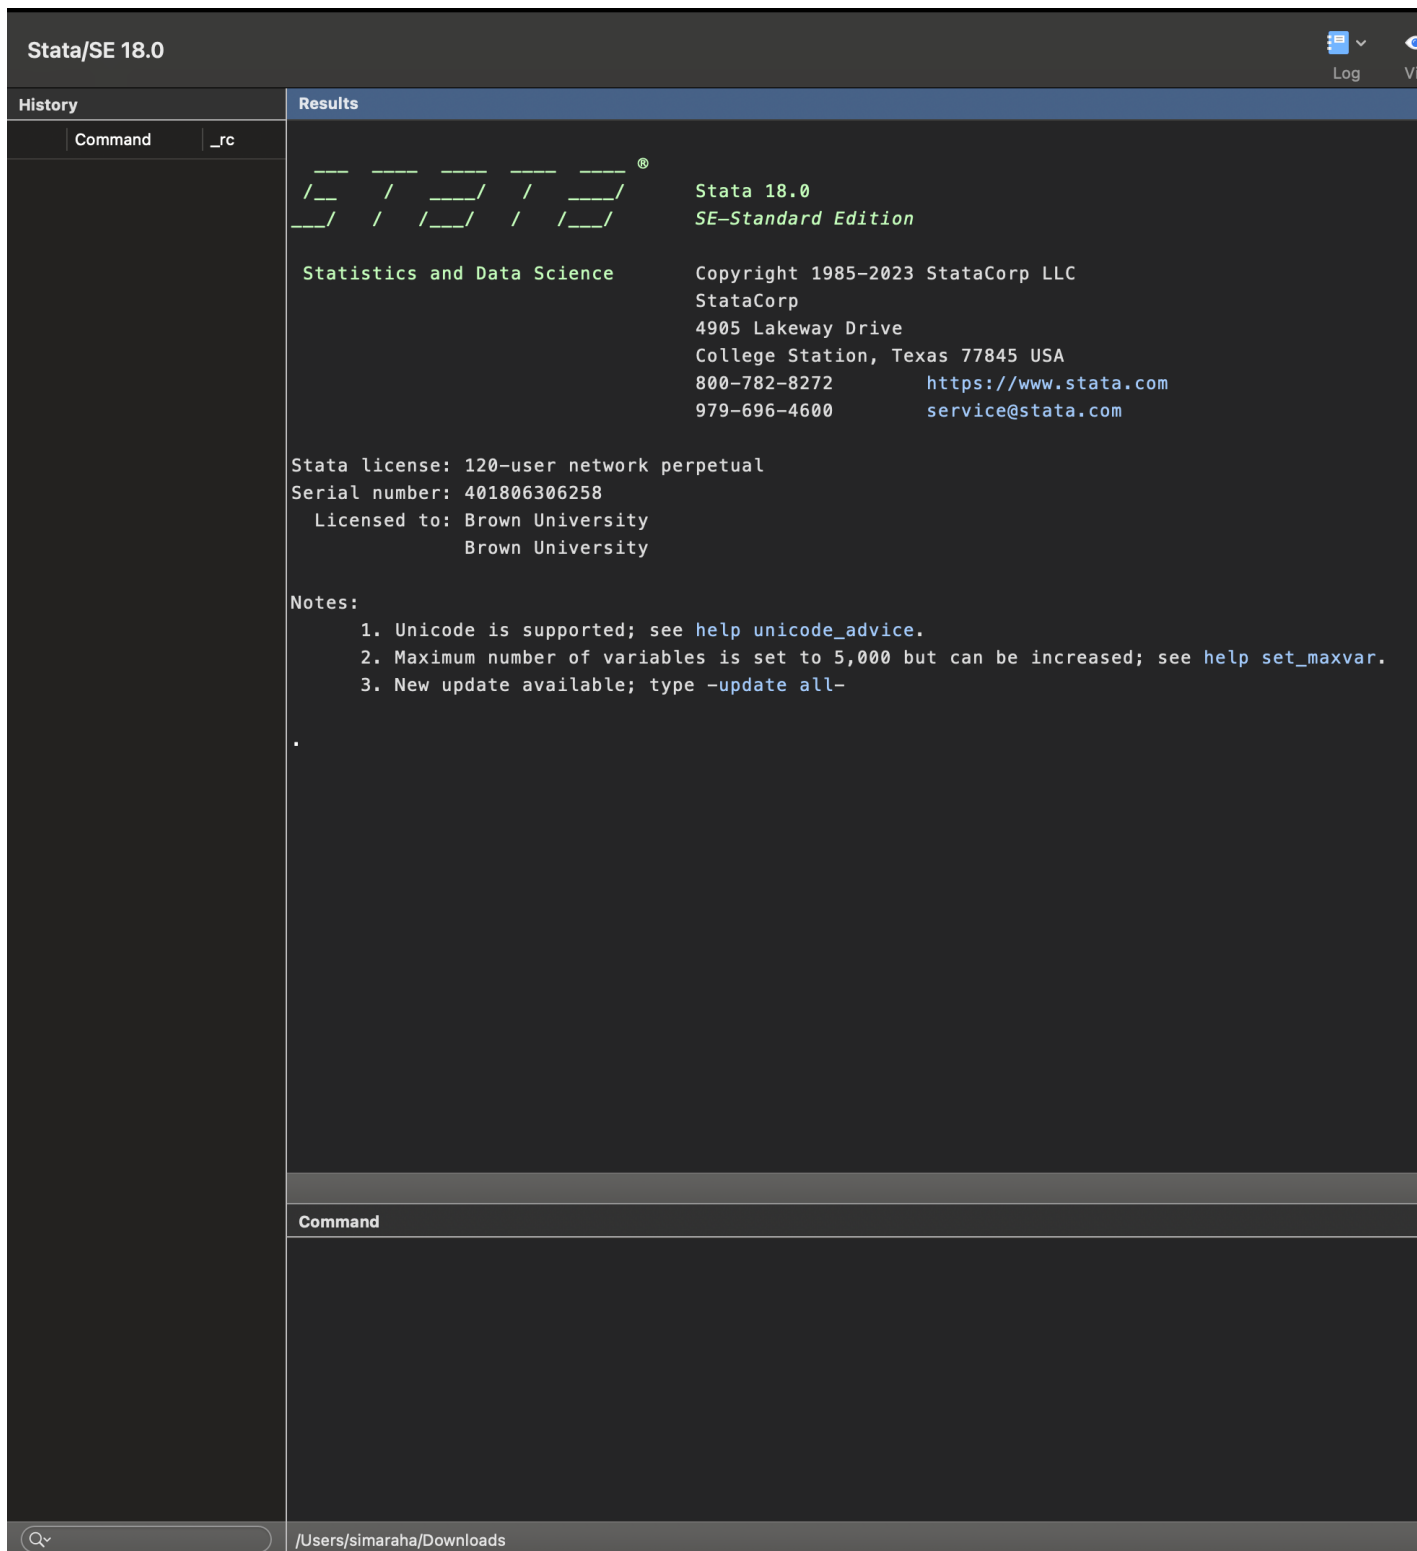 Stata/SE 18.0
Log
History
Results
Command _rc
®
Stata 18.0
SE—Standard Edition
Statistics and Data Science Copyright 1985-2023 StataCorp LLC
StataCorp
4905 Lakeway Drive
College Station, Texas 77845 USA
800-782-8272 https://www.stata.com
979-696-4600 service@stata.com
Stata license: 120-user network perpetual
Serial number: 401806306258
Licensed to: Brown University
Brown University
Notes:
1. Unicode is supported; see help unicode_advice.
2. Maximum number of variables is set to 5,000 but can be increased; see help set_maxvar.
3. New update available; type -update all-
.
Command
/Users/simaraha/Downloads